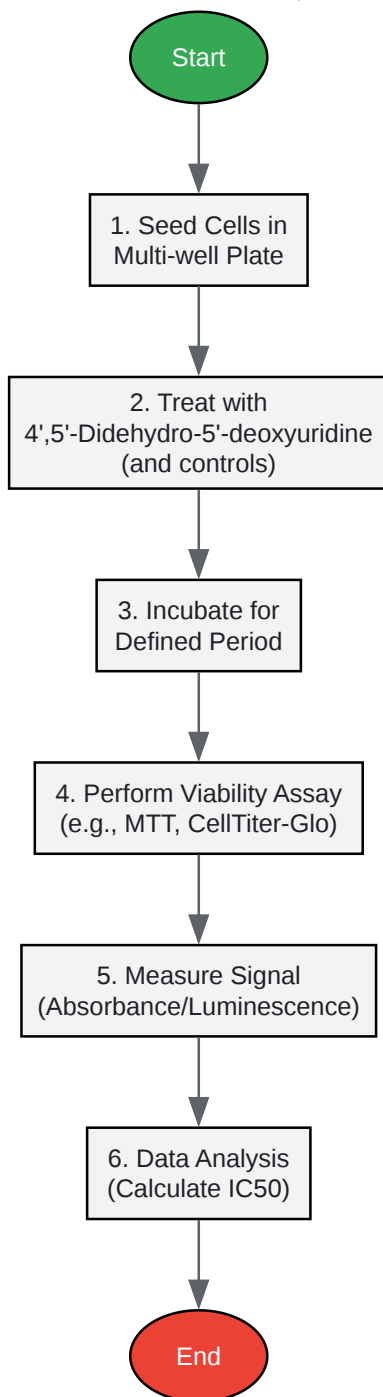 Start
1. Seed Cells in
Multi-well Plate
2. Treat with
4',5'-Didehydro-5'-deoxyuridine
(and controls)
3. Incubate for
Defined Period
4. Perform Viability Assay
(e.g., MTT, CellTiter-Glo)
5. Measure Signal
(Absorbance/Luminescence)
6. Data Analysis
(Calculate IC50)
End